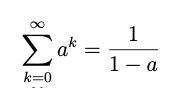 ∞
∑ a^k = 1 / (1 − a)
k=0